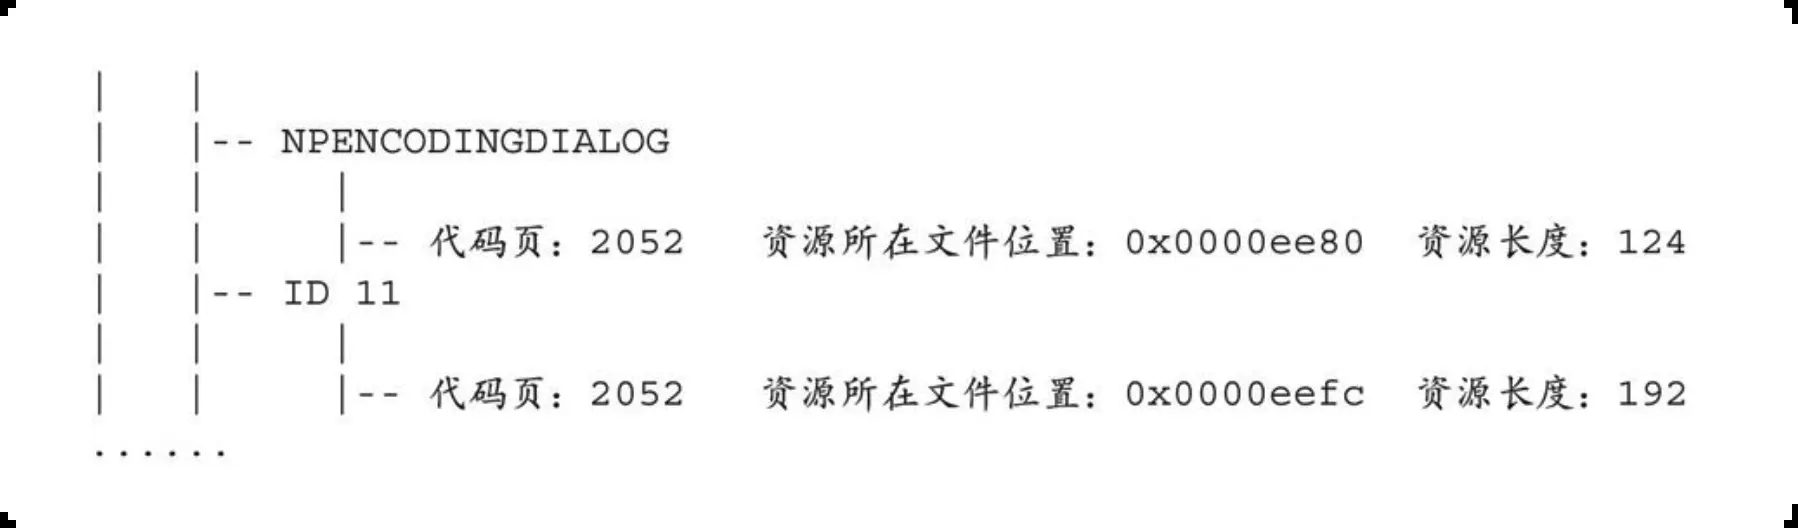 |   |
|   |-- NPENCODINGDIALOG
|   |     |
|   |     |-- 代码页：2052   资源所在文件位置：0x0000ee80  资源长度：124
|   |-- ID 11
|   |     |
|   |     |-- 代码页：2052   资源所在文件位置：0x0000eefc  资源长度：192
......